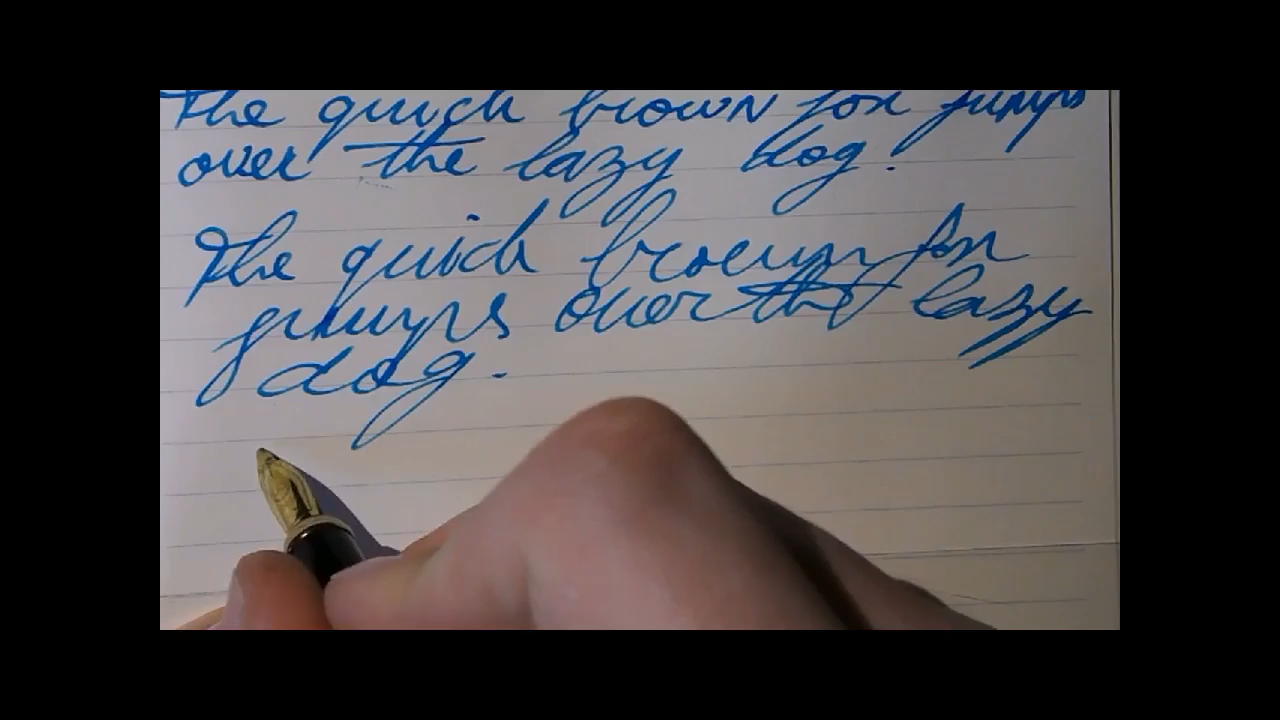 The quick brown fox jumps
over the lazy dog.
The quick brown fox
jumps over the lazy
dog.